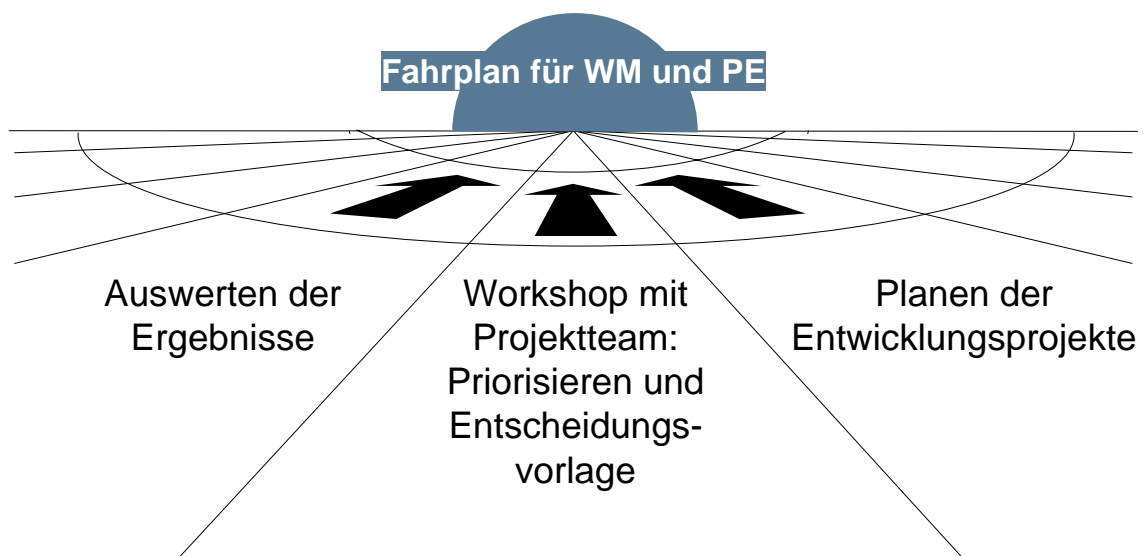 Fahrplan für WM und PE
Auswerten der
Ergebnisse
Workshop mit
Projektteam:
Priorisieren und
Entscheidungs-
vorlage
Planen der
Entwicklungsprojekte